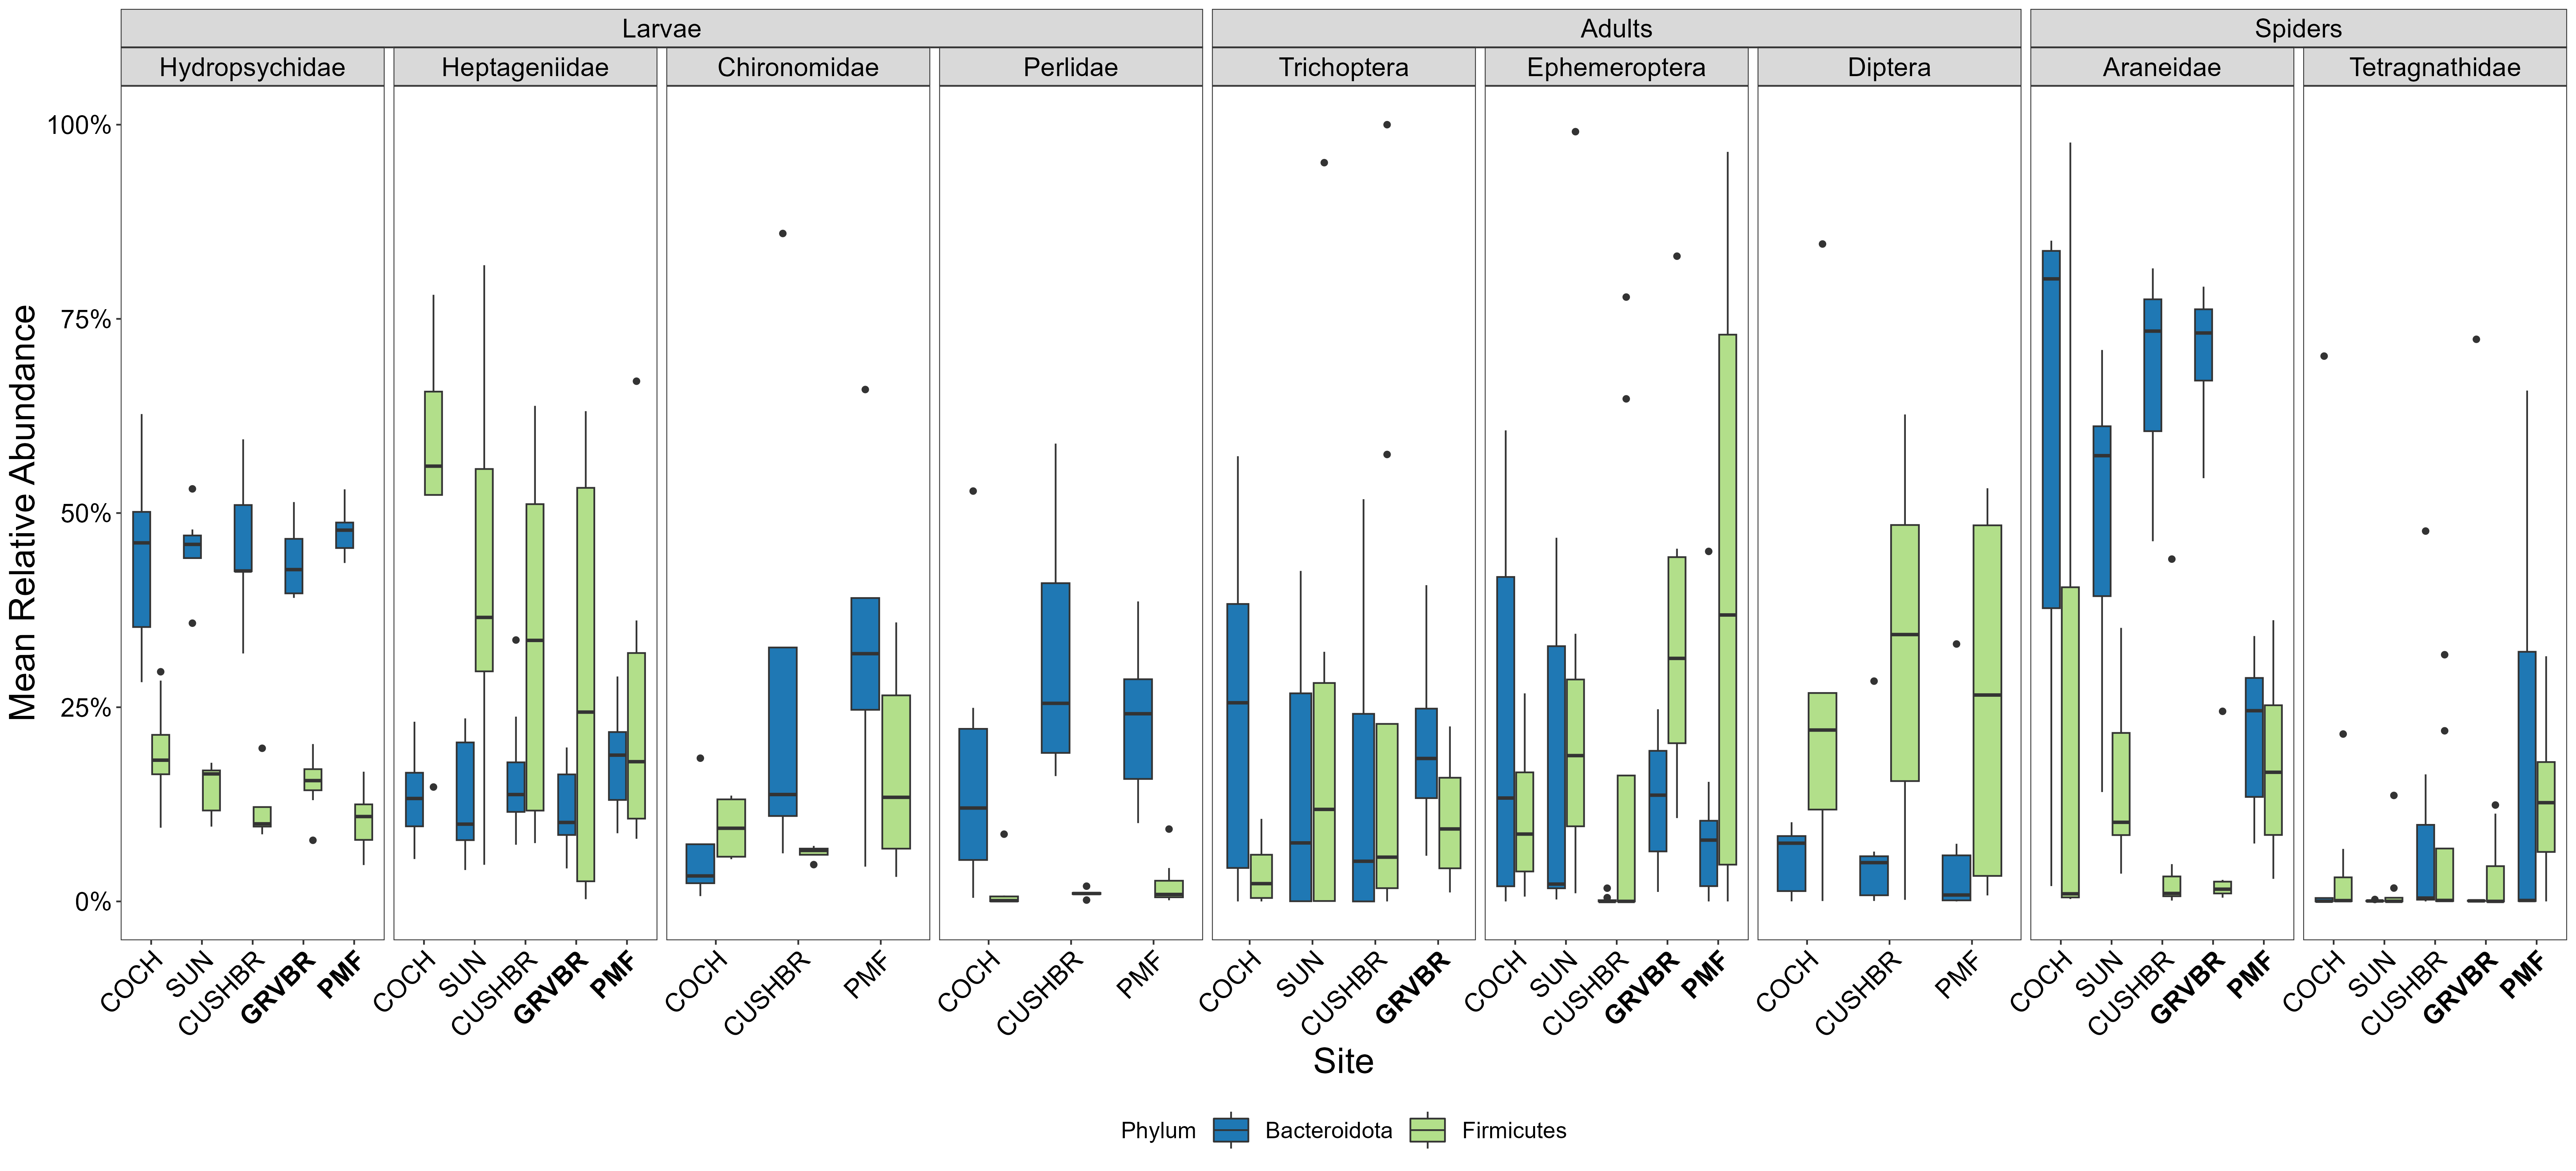 Larvae Adults Spiders
Hydropsychidae Heptageniidae Chironomidae Perlidae Trichoptera Ephemeroptera Diptera Araneidae Tetragnathidae
Mean Relative Abundance
100%
75%
50%
25%
0%
COCH SUN CUSHBR GRVBR PMF COCH SUN CUSHBR GRVBR PMF COCH CUSHBR PMF COCH CUSHBR PMF COCH SUN CUSHBR GRVBR COCH SUN CUSHBR GRVBR PMF COCH CUSHBR PMF COCH SUN CUSHBR GRVBR PMF COCH SUN CUSHBR GRVBR PMF
Site
Phylum Bacteroidota Firmicutes